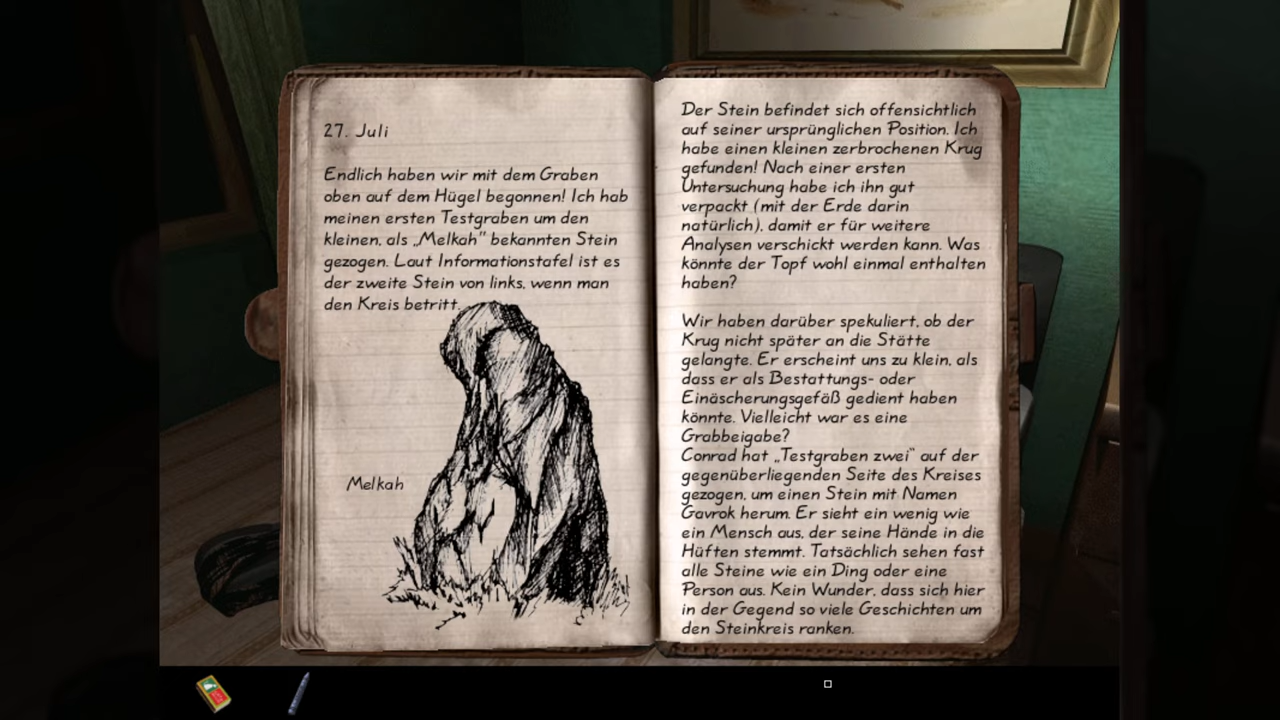 27. Juli
Endlich haben wir mit dem Graben
oben auf dem Hügel begonnen! Ich hab
meinen ersten Testgraben um den
kleinen, als „Melkah" bekannten Stein
gezogen. Laut Informationstafel ist es
der zweite Stein von links, wenn man
den Kreis betritt.
Melkah
Der Stein befindet sich offensichtlich
auf seiner ursprünglichen Position. Ich
habe einen kleinen zerbrochenen Krug
gefunden! Nach einer ersten
Untersuchung habe ich ihn gut
verpackt (mit der Erde darin
natürlich), damit er für weitere
Analysen verschickt werden kann. Was
könnte der Topf wohl einmal enthalten
haben?
Wir haben darüber spekuliert, ob der
Krug nicht später an die Stätte
gelangte. Er erscheint uns zu klein, als
dass er als Bestattungs- oder
Einäscherungsgefäß gedient haben
könnte. Vielleicht war es eine
Grabbeigabe?
Conrad hat „Testgraben zwei" auf der
gegenüberliegenden Seite des Kreises
gezogen, um einen Stein mit Namen
Gavrok herum. Er sieht ein wenig wie
ein Mensch aus, der seine Hände in die
Hüften stemmt. Tatsächlich sehen fast
alle Steine wie ein Ding oder eine
Person aus. Kein Wunder, dass sich hier
in der Gegend so viele Geschichten um
den Steinkreis ranken.